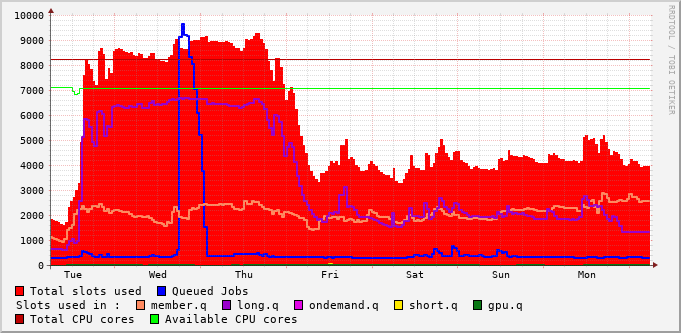 10000
9000
8000
7000
6000
5000
4000
3000
2000
1000
0
Tue Wed Thu Fri Sat Sun Mon
RRDTOOL / TOBI OETIKER
Total slots used Queued Jobs
Slots used in : member.q long.q ondemand.q short.q gpu.q
Total CPU cores Available CPU cores